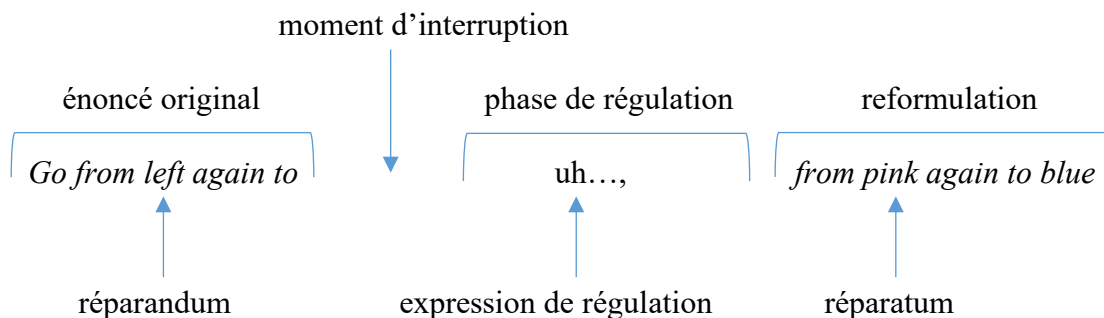 moment d’interruption
énoncé original phase de régulation reformulation
Go from left again to uh…, from pink again to blue
réparandum expression de régulation réparatum